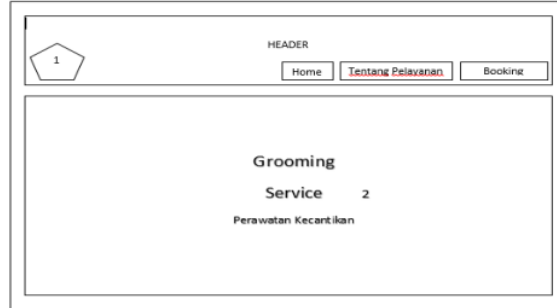 HEADER
1
Home Tentang Pelayanan Booking
Grooming
Service 2
Perawatan Kecantikan